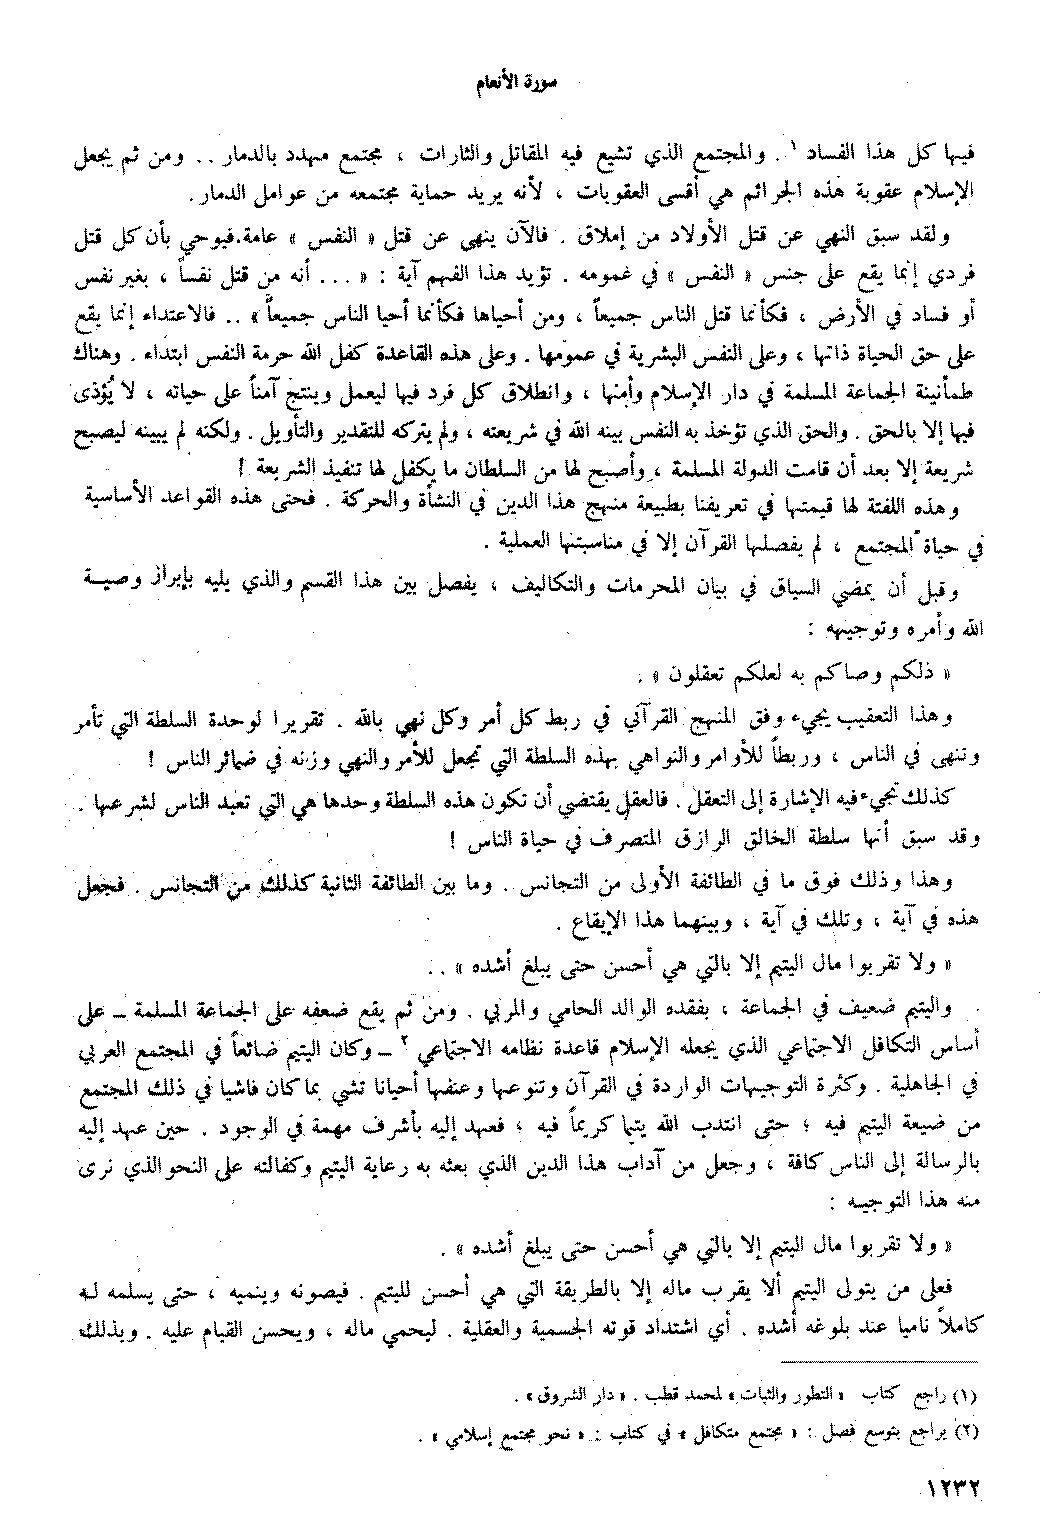 سورة الأنعام
فيها كل هذا الفساد ١ . والمجتمع الذي تشيع فيه المقاتل والثارات ، مجتمع مهدد بالدمار .. ومن ثم يجعل
الإسلام عقوبة هذه الجرائم هي أقسى العقوبات ، لأنه يريد حماية مجتمعه من عوامل الدمار .
ولقد سبق النهي عن قتل الأولاد من إملاق . فالآن ينهى عن قتل « النفس » عامة.فيوحي بأن كل قتل
فردي إنما يقع على جنس « النفس » في عمومه . تؤيد هذا الفهم آية : « ... أنه من قتل نفساً ، بغير نفس
أو فساد في الأرض ، فكأنما قتل الناس جميعاً ، ومن أحياها فكأنما أحيا الناس جميعاً » .. فالاعتداء إنما يقع
على حق الحياة ذاتها ، وعلى النفس البشرية في عمومها . وعلى هذه القاعدة كفل الله حرمة النفس ابتداء . وهناك
طمأنينة الجماعة المسلمة في دار الإسلام وأمنها ، وانطلاق كل فرد فيها ليعمل وينتج آمناً على حياته ، لا يُؤذى
فيها إلا بالحق . والحق الذي تؤخذ به النفس بينه الله في شريعته ، ولم يتركه للتقدير والتأويل . ولكنه لم يبينه ليصبح
شريعة إلا بعد أن قامت الدولة المسلمة ، وأصبح لها من السلطان ما يكفل لها تنفيذ الشريعة !
وهذه اللفتة لها قيمتها في تعريفنا بطبيعة منهج هذا الدين في النشأة والحركة . فحتى هذه القواعد الأساسية
في حياة المجتمع ، لم يفصلها القرآن إلا في مناسبتها العملية .
وقبل أن يمضي السياق في بيان المحرمات والتكاليف ، يفصل بين هذا القسم والذي يليه بإبراز وصيـة
الله وأمره وتوجيهه :
« ذلكم وصاكم به لعلكم تعقلون » .
وهذا التعقيب يجيء وفق المنهج القرآني في ربط كل أمر وكل نهي بالله . تقريرا لوحدة السلطة التي تأمر
وتنهى في الناس ، وربطاً للأوامر والنواهي بهذه السلطة التي تجعل للأمر والنهي وزنه في ضمائر الناس !
كذلك تجيء فيه الإشارة إلى التعقل . فالعقل يقتضي أن تكون هذه السلطة وحدها هي التي تعبد الناس لشرعها .
وقد سبق أنها سلطة الخالق الرازق المتصرف في حياة الناس !
وهذا وذلك فوق ما في الطائفة الأولى من التجانس . وما بين الطائفة الثانية كذلك من التجانس . فجعل
هذه في آية ، وتلك في آية ، وبينهما هذا الإيقاع .
« ولا تقربوا مال اليتيم إلا بالتي هي أحسن حتى يبلغ أشده » ..
واليتيم ضعيف في الجماعة ، بفقده الوالد الحامي والمربي . ومن ثم يقع ضعفه على الجماعة المسلمة ـ على
أساس التكافل الاجتماعي الذي يجعله الإسلام قاعدة نظامه الاجتماعي ٢ ـ وكان اليتيم ضائعاً في المجتمع العربي
في الجاهلية . وكثرة التوجيهات الواردة في القرآن وتنوعها وعنفها أحيانا تشي بما كان فاشيا في ذلك المجتمع
من ضيعة اليتيم فيه ؛ حتى انتدب الله يتيما كريماً فيه ؛ فعهد إليه بأشرف مهمة في الوجود . حين عهد إليه
بالرسالة إلى الناس كافة ، وجعل من آداب هذا الدين الذي بعثه به رعاية اليتيم وكفالته على النحو الذي نرى
منه هذا التوجيـه :
« ولا تقربوا مال اليتيم إلا بالتي هي أحسن حتى يبلغ أشده » .
فعلى من يتولى اليتيم ألا يقرب ماله إلا بالطريقة التي هي أحسن لليتيم . فيصونه وينميه ، حتى يسلمه لـه
كاملاً ناميا عند بلوغه أشده . أي اشتداد قوته الجسمية والعقلية . ليحمي ماله ، ويحسن القيام عليه . وبذلك
(١) راجع كتاب « التطور والثبات » لمحمد قطب . « دار الشروق » .
(٢) يراجع بتوسع فصل : « مجتمع متكافل » في كتاب : « نحو مجتمع إسلامي » .
١٢٣٢